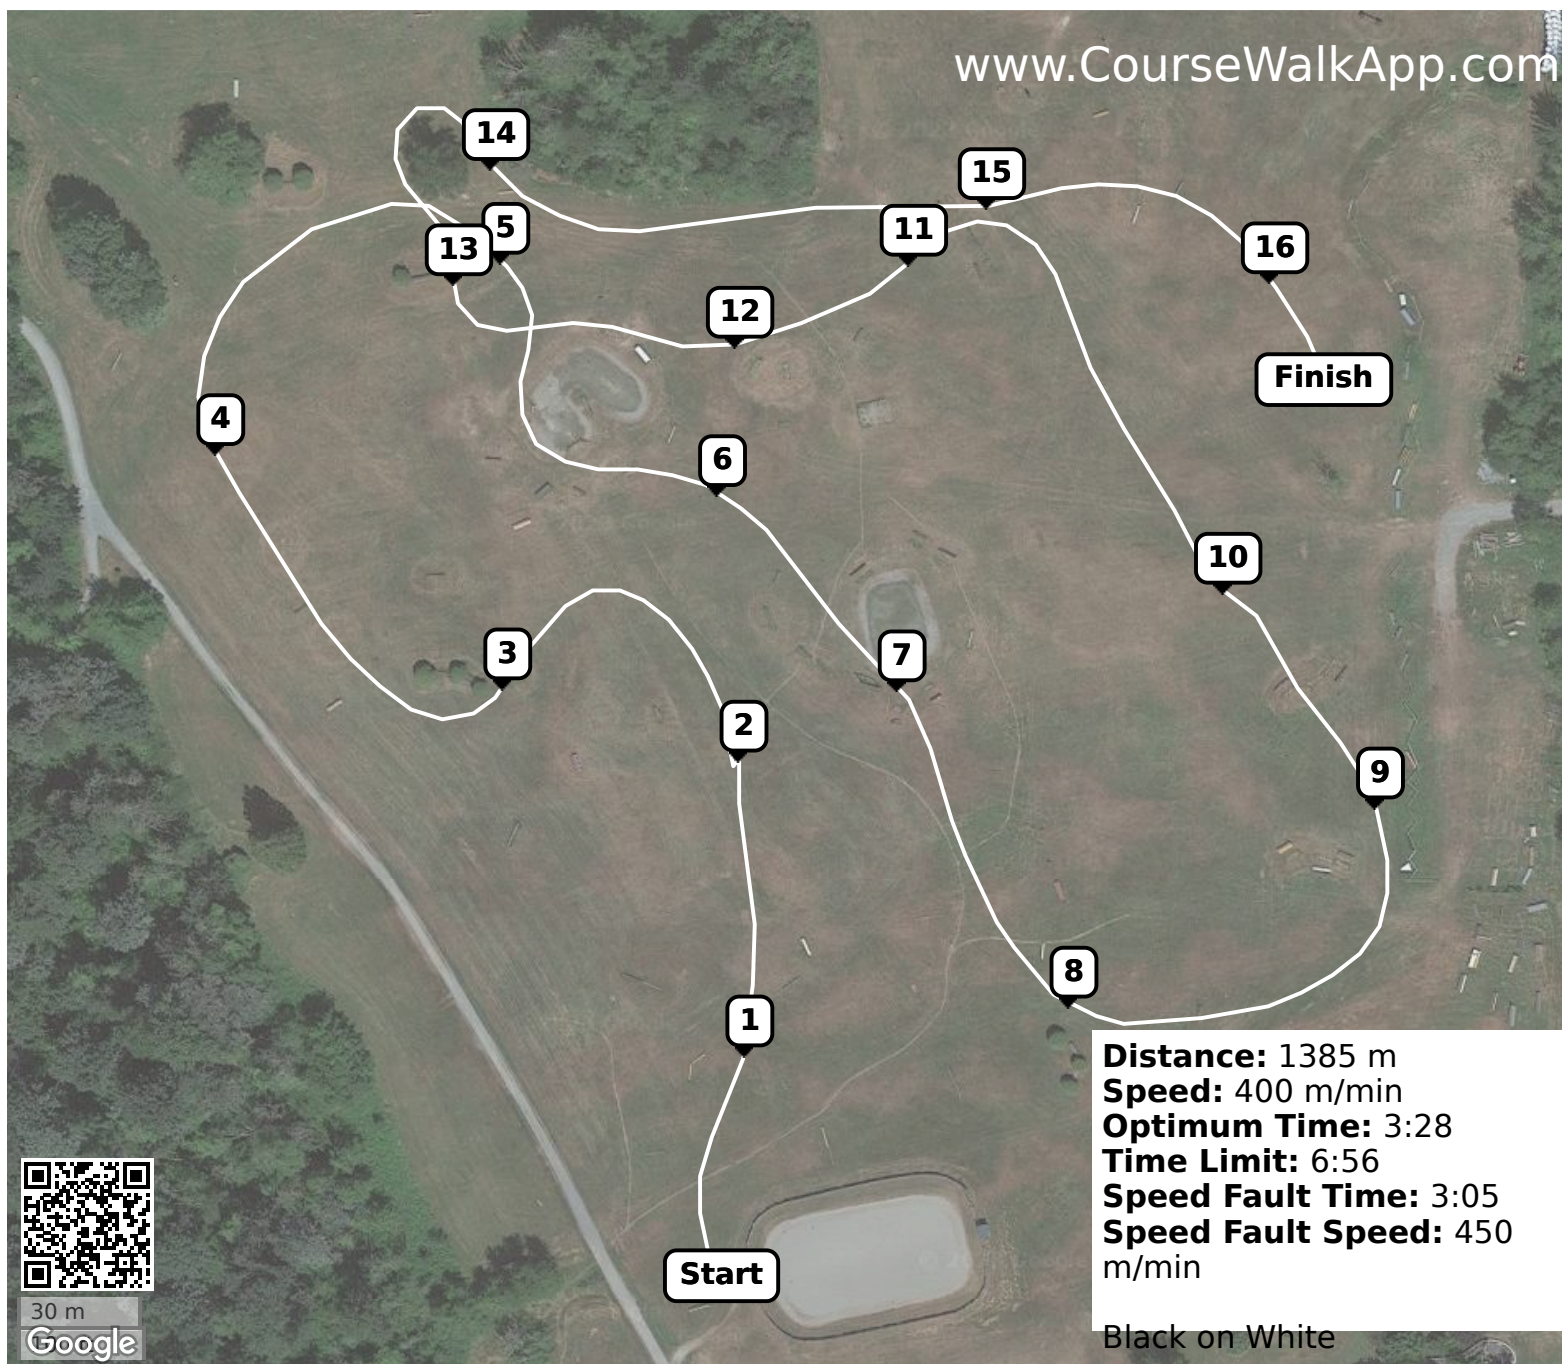 www.CourseWalkApp.com
14
15
5
11
13
16
12
Finish
4
6
10
3
7
2
9
8
1
Distance: 1385 m
Speed: 400 m/min
Optimum Time: 3:28
Time Limit: 6:56
Speed Fault Time: 3:05
Speed Fault Speed: 450
m/min
Black on White
Start
30 m
Google